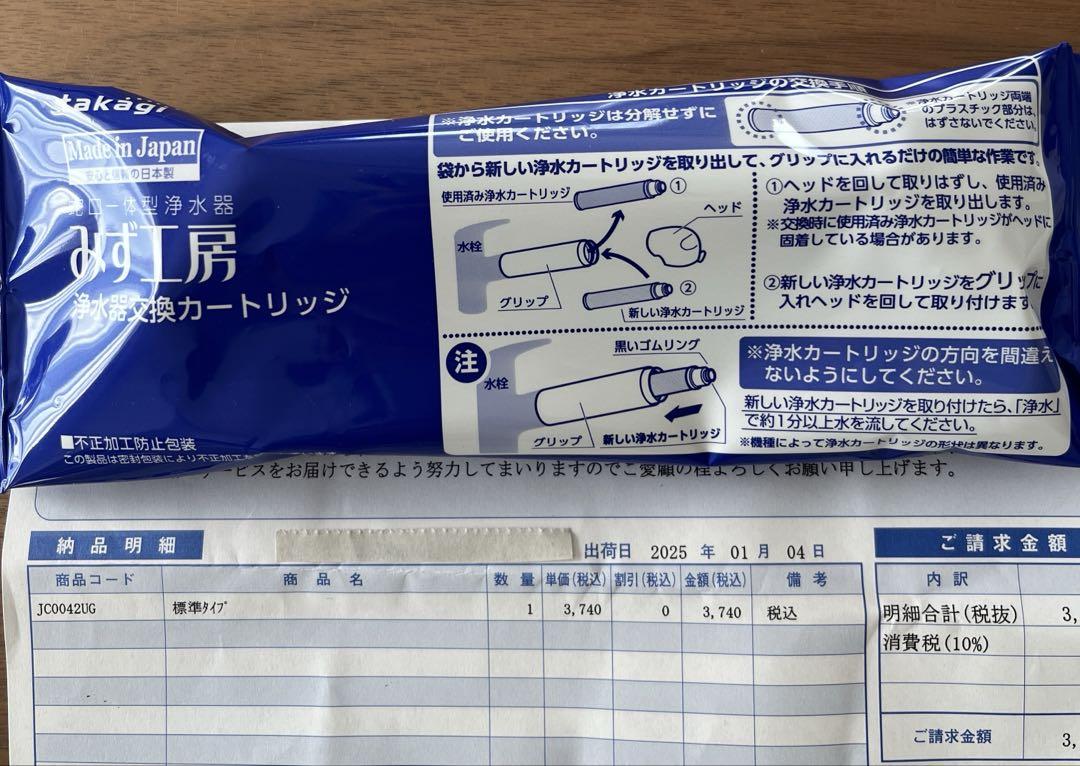 takagi
Made in Japan
安心と信頼の日本製
蛇口一体型浄水器
みず工房
浄水器交換カートリッジ
■不正加工防止包装
この製品は密封包装により不正加工を
浄水カートリッジの交換手順
※浄水カートリッジは分解せずに
ご使用ください。
※浄水カートリッジ両端
のプラスチック部分は、
はずさないでください。
袋から新しい浄水カートリッジを取り出して、グリップに入れるだけの簡単な作業です。
使用済み浄水カートリッジ
①
ヘッド
水栓
グリップ
②
新しい浄水カートリッジ
①ヘッドを回して取りはずし、使用済み
浄水カートリッジを取り出します。
※交換時に使用済み浄水カートリッジがヘッドに
固着している場合があります。
②新しい浄水カートリッジをグリップに
入れヘッドを回して取り付けます
注
水栓
黒いゴムリング
グリップ
新しい浄水カートリッジ
※浄水カートリッジの方向を間違え
ないようにしてください。
新しい浄水カートリッジを取り付けたら、「浄水」
で約1分以上水を流してください。
※機種によって浄水カートリッジの形状は異なります。
ービスをお届けできるよう努力してまいりますのでご愛顧の程よろしくお願い申し上げます。
納品明細
出荷日 2025 年 01 月 04 日
ご請求金額
商品コード 商品名 数量 単価(税込) 割引(税込) 金額(税込) 備考
内訳
JC0042UG 標準ﾀｲﾌﾟ 1 3,740 0 3,740 税込
明細合計(税抜) 3,
消費税(10%)
ご請求金額 3,